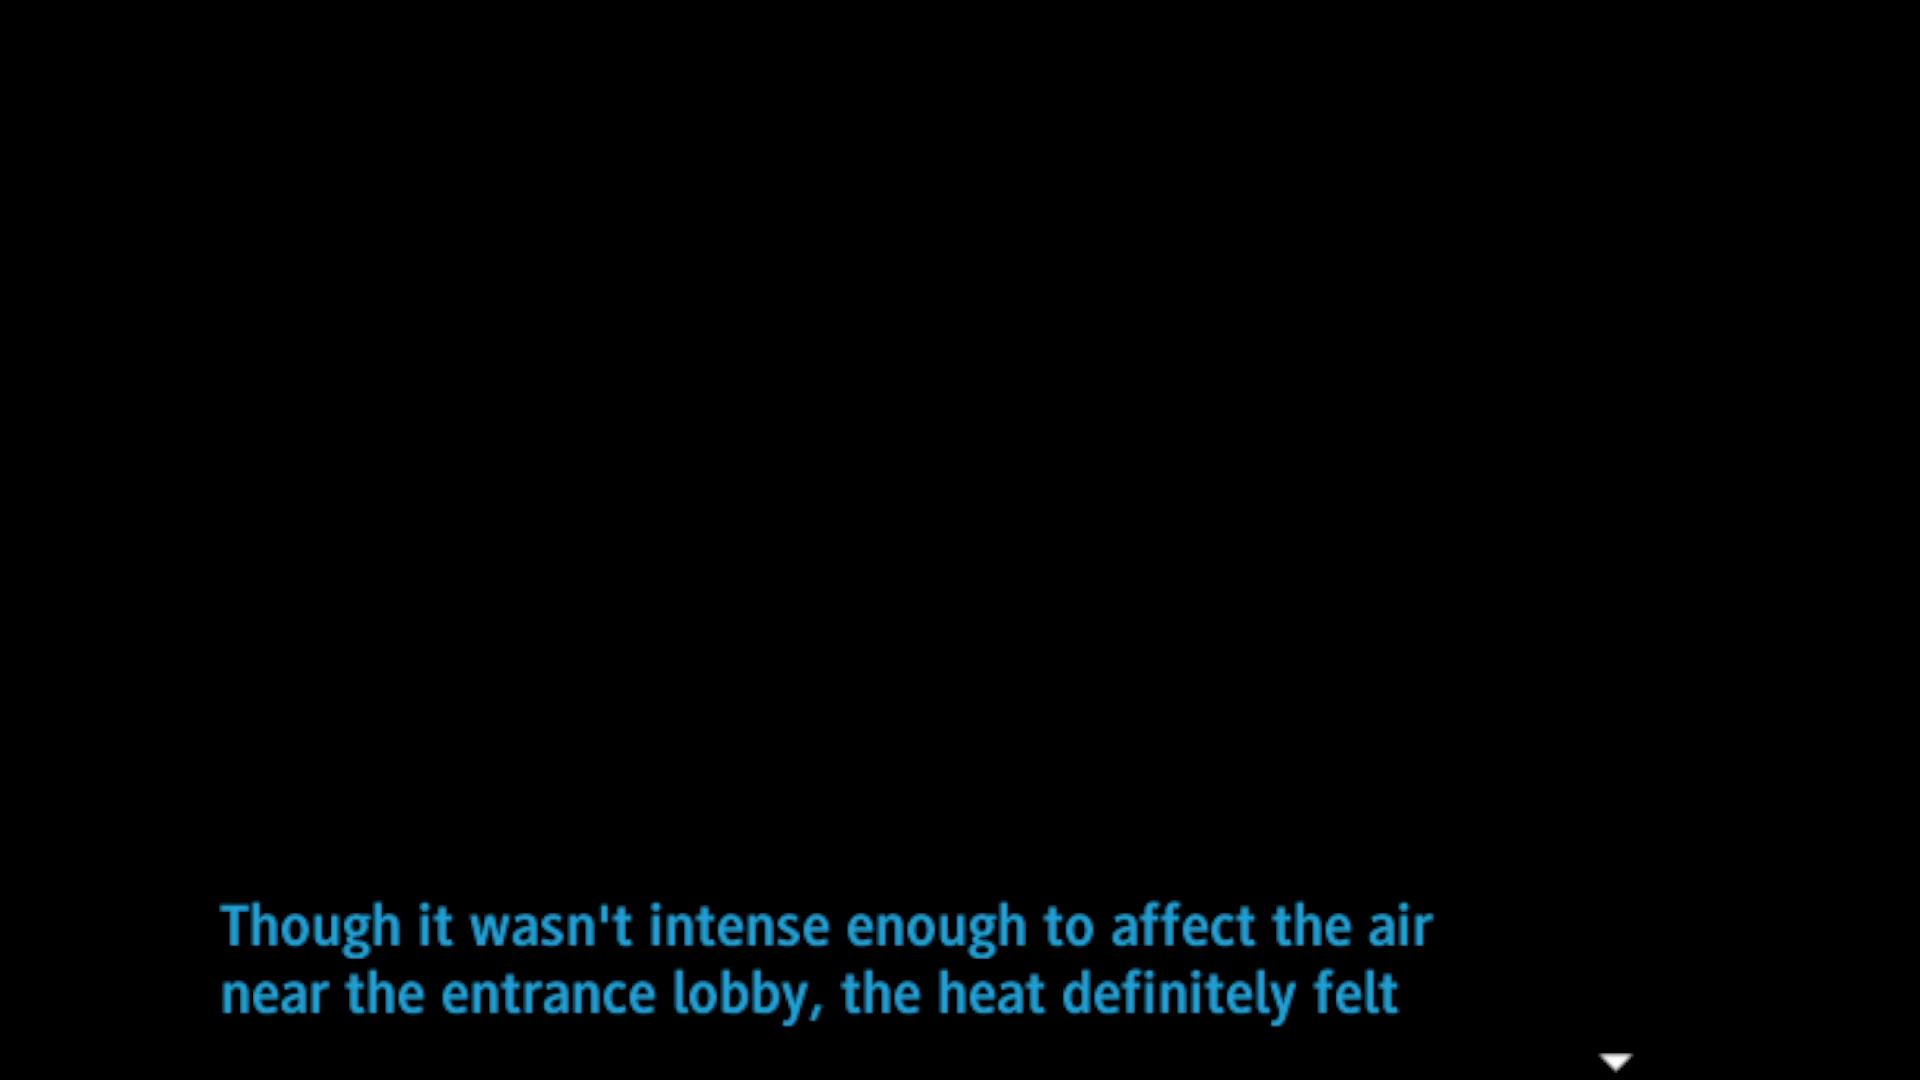 Though it wasn't intense enough to affect the air
near the entrance lobby, the heat definitely felt